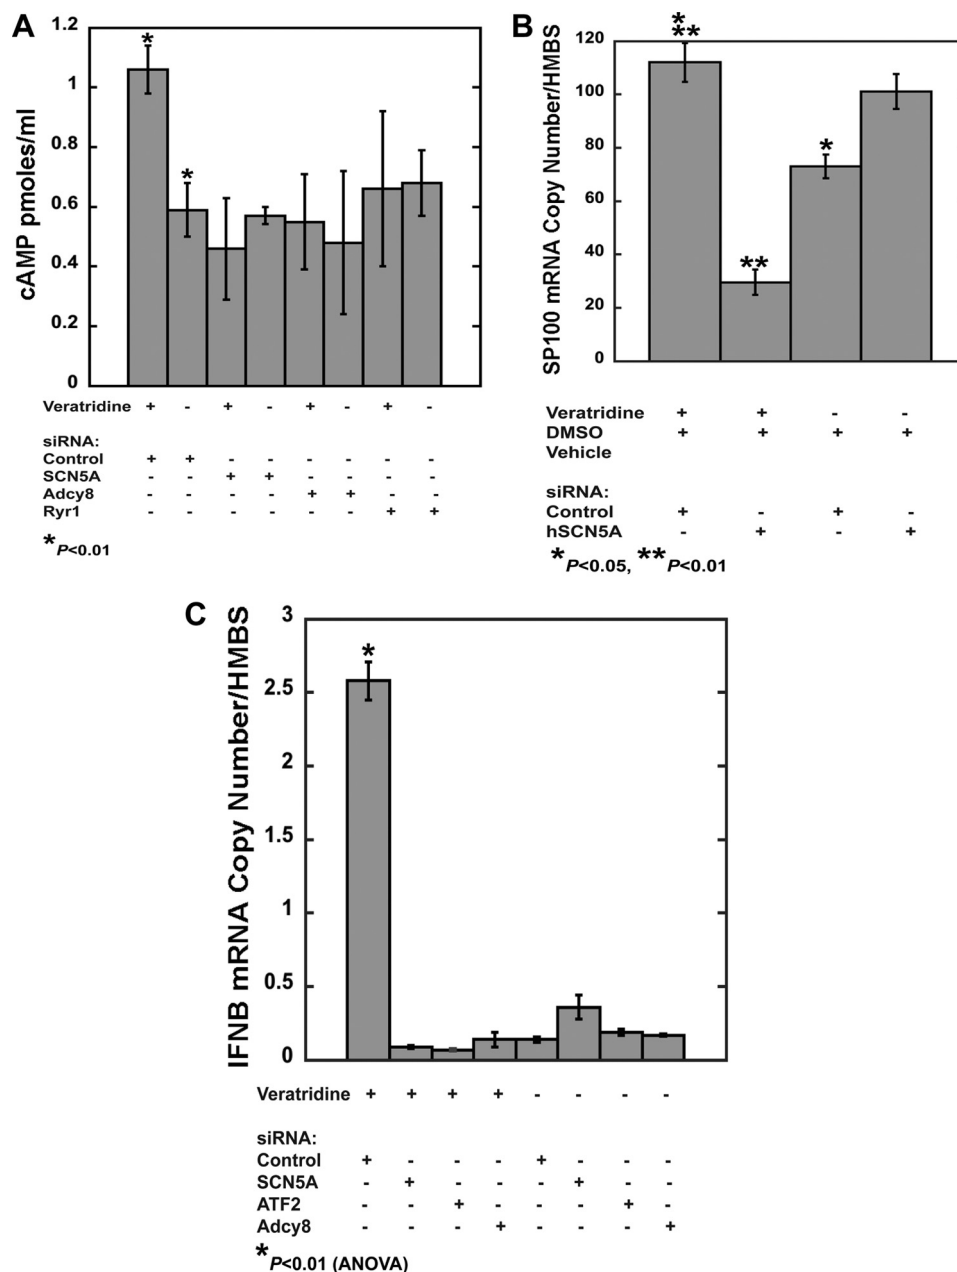 A
cAMP pmoles/ml
1.2
1
0.8
0.6
0.4
0.2
0
*
*
Veratridine + - + - + - + -
siRNA:
Control + + - - - - - -
SCN5A - - + + - - - -
Adcy8 - - - - + + - -
Ryr1 - - - - - - + +
*P<0.01
B
SP100 mRNA Copy Number/HMBS
120
100
80
60
40
20
0
*
**
**
*
Veratridine + + - -
DMSO + + + +
Vehicle
siRNA:
Control + - + -
hSCN5A - + - +
*P<0.05, **P<0.01
C
IFNB mRNA Copy Number/HMBS
3
2.5
2
1.5
1
0.5
0
*
Veratridine + + + + - - - -
siRNA:
Control + - - - + - - -
SCN5A - + - - - + - -
ATF2 - - + - - - + -
Adcy8 - - - + - - - +
*P<0.01 (ANOVA)